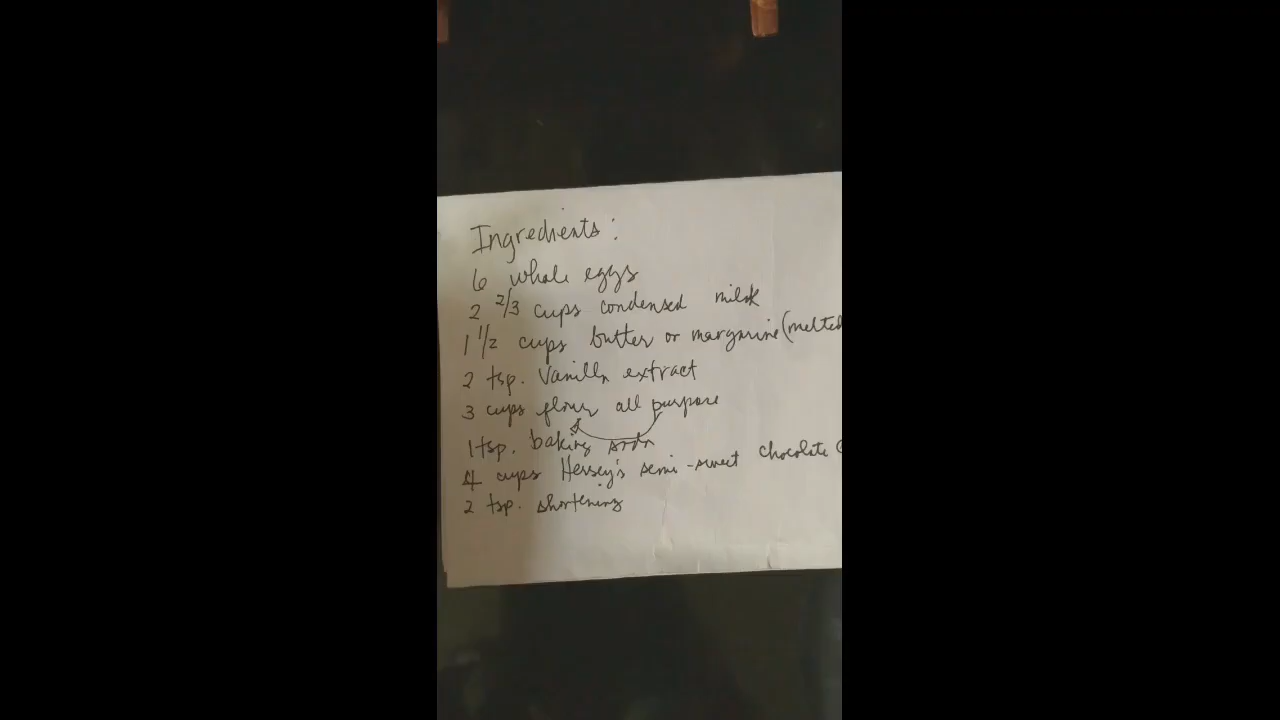 Ingredients:
6 whole eggs
2 2/3 cups condensed milk
1 1/2 cups butter or margarine (melted
2 tsp. Vanilla extract
3 cups flour all purpose
1 tsp. baking soda
4 cups Hersey's semi-sweet chocolate (
2 tsp. shortening